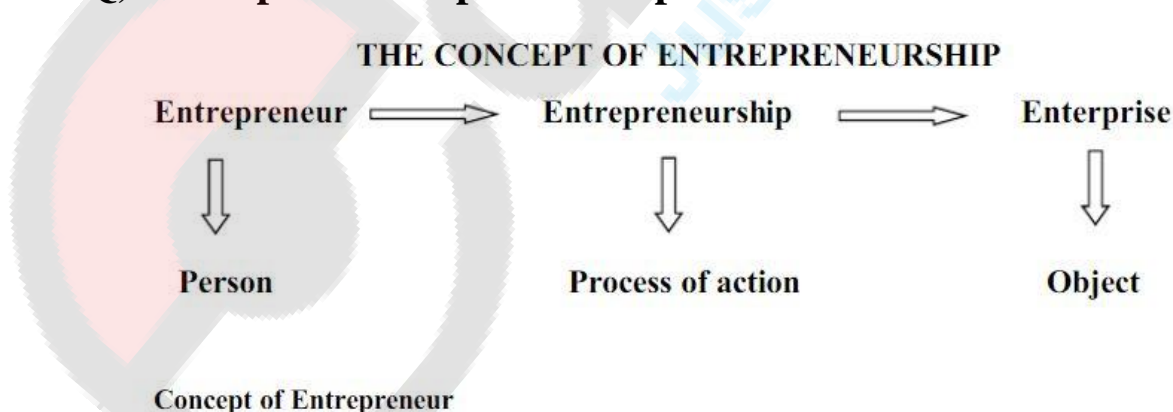 THE CONCEPT OF ENTREPRENEURSHIP
Entrepreneur Entrepreneurship Enterprise
Person Process of action Object
Concept of Entrepreneur